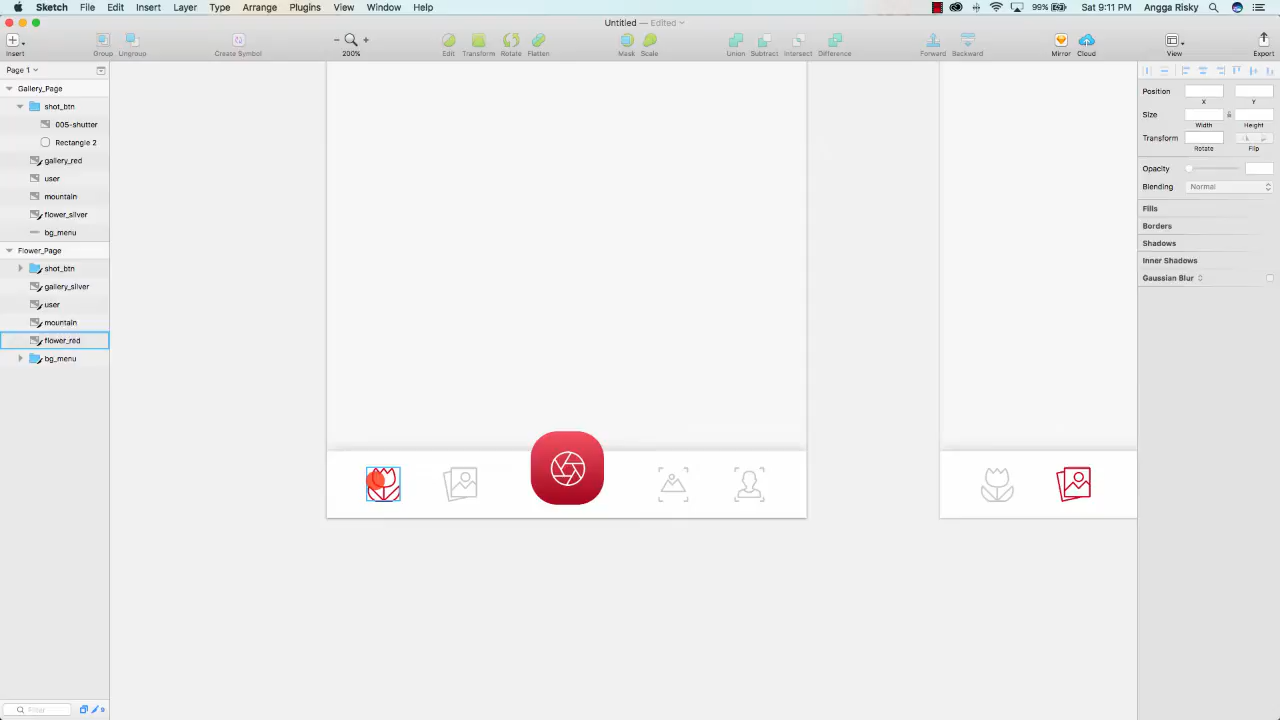 Sketch File Edit Insert Layer Type Arrange Plugins View Window Help 99% Sat 9:11 PM Angga Risky
Untitled — Edited
Insert Group Ungroup Create Symbol 200% Edit Transform Rotate Flatten Mask Scale Union Subtract Intersect Difference Forward Backward Mirror Cloud View Export
Page 1
Gallery_Page
shot_btn
005-shutter
Rectangle 2
gallery_red
user
mountain
flower_sliver
bg_menu
Flower_Page
shot_btn
gallery_sliver
user
mountain
flower_red
bg_menu
Filter 9
Position
X Y
Size
Width Height
Transform
Rotate Flip
Opacity
Blending Normal
Fills
Borders
Shadows
Inner Shadows
Gaussian Blur